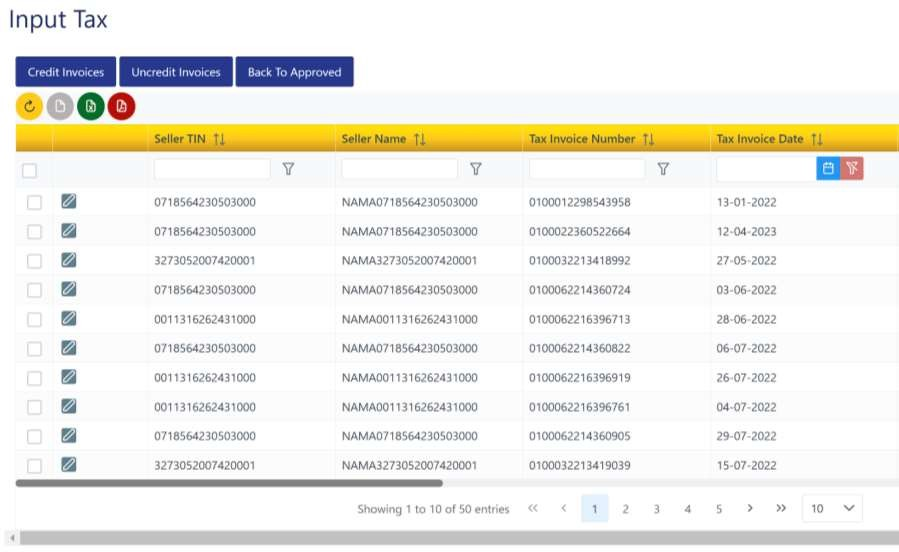 Input Tax
Credit Invoices Uncredit Invoices Back To Approved
Seller TIN Seller Name Tax Invoice Number Tax Invoice Date
0718564230503000 NAMA0718564230503000 0100012298543958 13-01-2022
0718564230503000 NAMA0718564230503000 0100022360522664 12-04-2023
3273052007420001 NAMA3273052007420001 0100032213418992 27-05-2022
0718564230503000 NAMA0718564230503000 0100062214360724 03-06-2022
0011316262431000 NAMA0011316262431000 0100062216396713 28-06-2022
0718564230503000 NAMA0718564230503000 0100062214360822 06-07-2022
0011316262431000 NAMA0011316262431000 0100062216396919 26-07-2022
0011316262431000 NAMA0011316262431000 0100062216396761 04-07-2022
0718564230503000 NAMA0718564230503000 0100062214360905 29-07-2022
3273052007420001 NAMA3273052007420001 0100032213419039 15-07-2022
Showing 1 to 10 of 50 entries « ‹ 1 2 3 4 5 › » 10